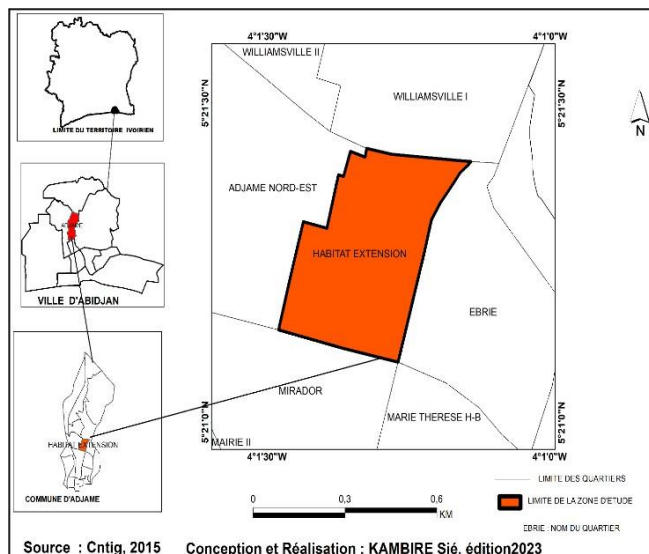 4°1'30"W
4°1'0"W
WILLIAMSVILLE II
WILLIAMSVILLE I
5°21'30"N
5°21'30"N
N
LIMITE DU TERRITOIRE IVOIRIEN
ADJAME NORD-EST
HABITAT EXTENSION
EBRIE
VILLE D'ABIDJAN
MIRADOR
MARIE THERESE H-B
MAIRIE II
5°21'0"N
5°21'0"N
4°1'30"W
4°1'0"W
HABITAT EXTENSION
COMMUNE D'ADJAME
0 0,3 0,6
KM
LIMITE DES QUARTIERS
LIMITE DE LA ZONE D'ETUDE
EBRIE : NOM DU QUARTIER
Source : Cntig, 2015 Conception et Réalisation : KAMBIRE Sié, édition2023